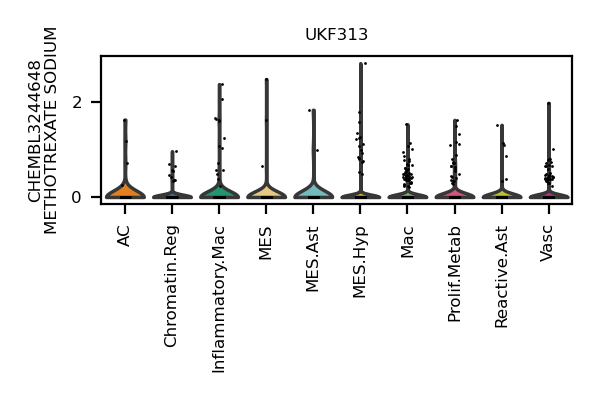 UKF313
CHEMBL3244648
METHOTREXATE SODIUM
2
0
AC
Chromatin.Reg
Inflammatory.Mac
MES
MES.Ast
MES.Hyp
Mac
Prolif.Metab
Reactive.Ast
Vasc